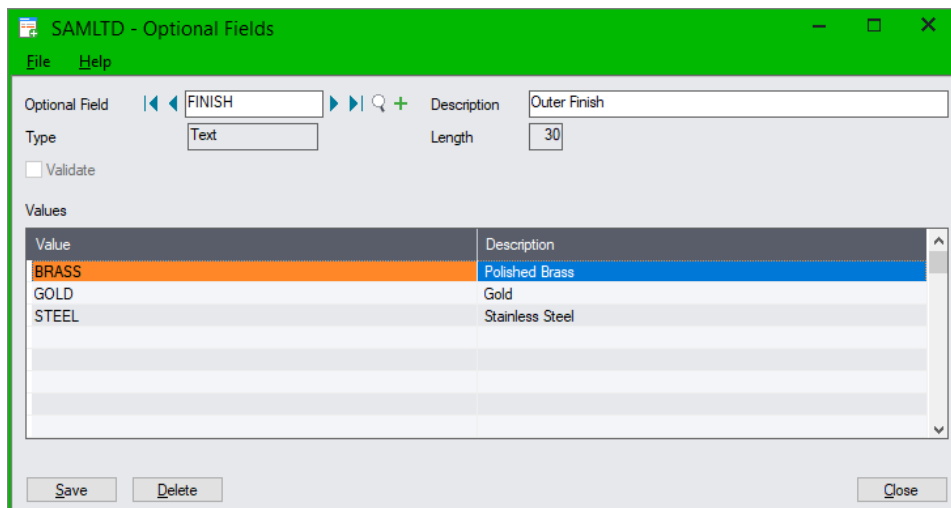 SAMLTD - Optional Fields
File Help
Optional Field FINISH Description Outer Finish
Type Text Length 30
Validate
Values
Value Description
BRASS Polished Brass
GOLD Gold
STEEL Stainless Steel
Save Delete Close